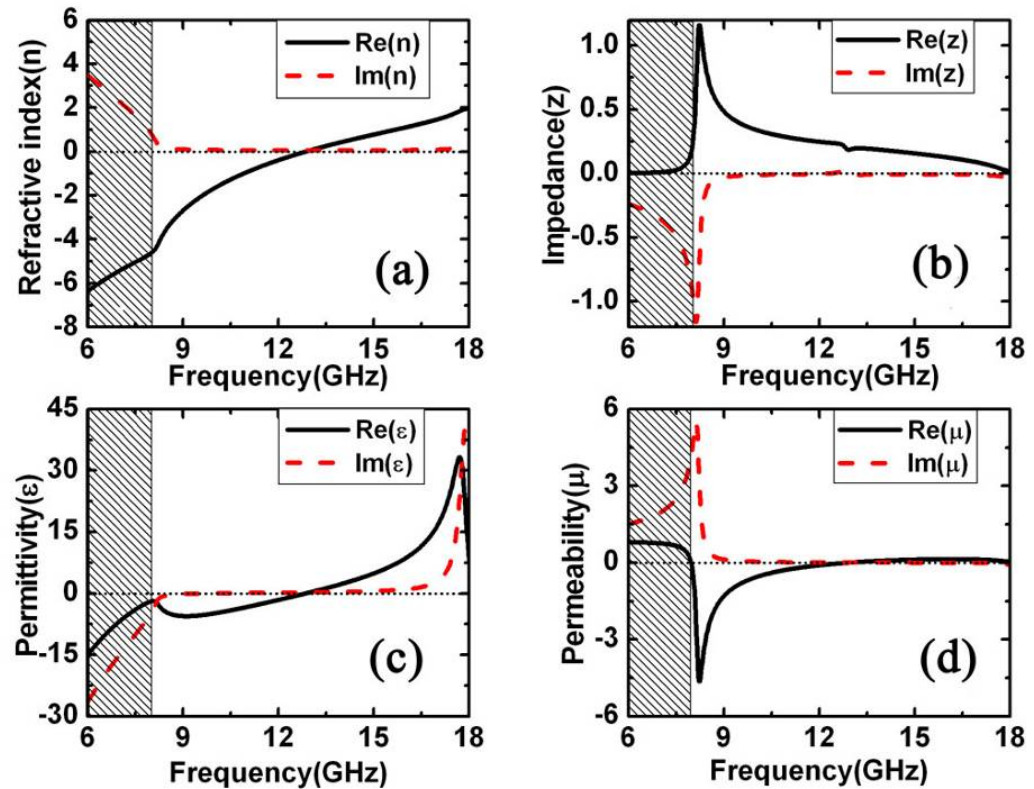 Refractive index(n)
6
4
2
0
-2
-4
-6
-8
Re(n)
Im(n)
(a)
6 9 12 15 18
Frequency(GHz)
Impedance(z)
1.0
0.5
0.0
-0.5
-1.0
Re(z)
Im(z)
(b)
6 9 12 15 18
Frequency(GHz)
Permittivity(ε)
45
30
15
0
-15
-30
Re(ε)
Im(ε)
(c)
6 9 12 15 18
Frequency(GHz)
Permeability(μ)
6
3
0
-3
-6
Re(μ)
Im(μ)
(d)
6 9 12 15 18
Frequency(GHz)